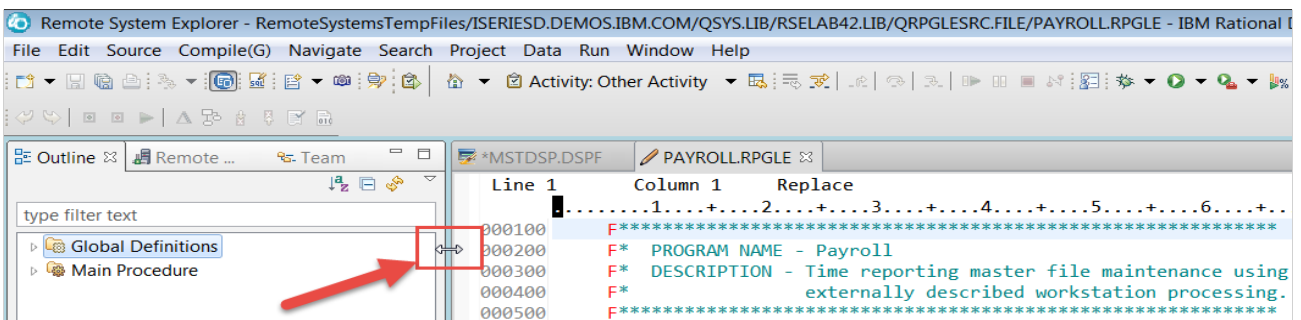 Remote System Explorer - RemoteSystemsTempFiles/ISERIESD.DEMOS.IBM.COM/QSYS.LIB/RSELAB42.LIB/QRPGLESRC.FILE/PAYROLL.RPGLE - IBM Rational
File Edit Source Compile(G) Navigate Search Project Data Run Window Help
Activity: Other Activity
Outline Remote ... Team *MSTDSP.DSPF PAYROLL.RPGLE
Line 1 Column 1 Replace
type filter text
.........1....+....2....+....3....+....4....+....5....+....6....+..
000100 F************************************************************
Global Definitions
000200 F* PROGRAM NAME - Payroll
Main Procedure
000300 F* DESCRIPTION - Time reporting master file maintenance using
000400 F* externally described workstation processing.
000500 F************************************************************